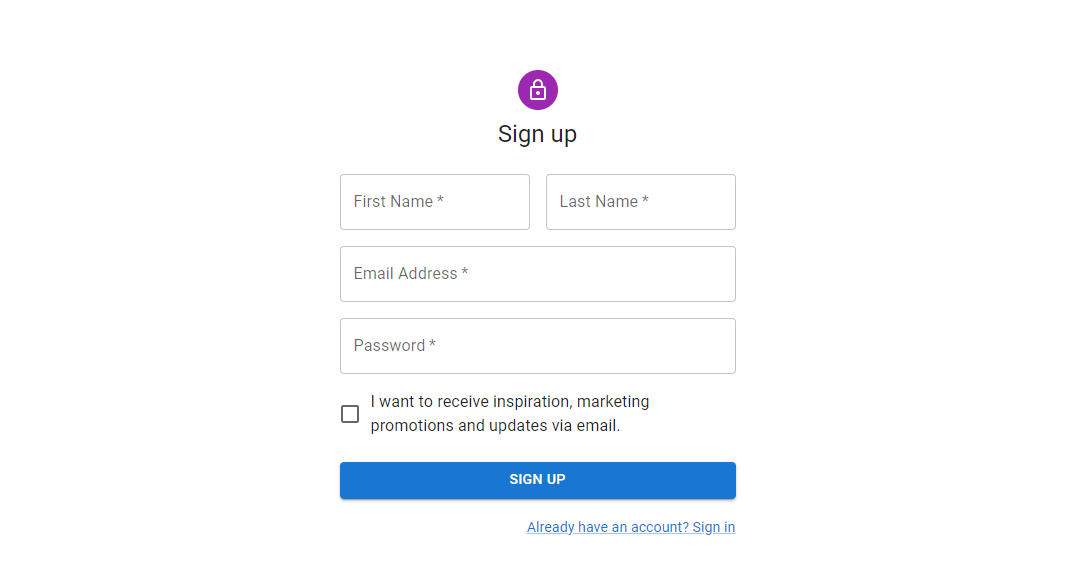 Sign up
First Name *
Last Name *
Email Address *
Password *
I want to receive inspiration, marketing
promotions and updates via email.
SIGN UP
Already have an account? Sign in